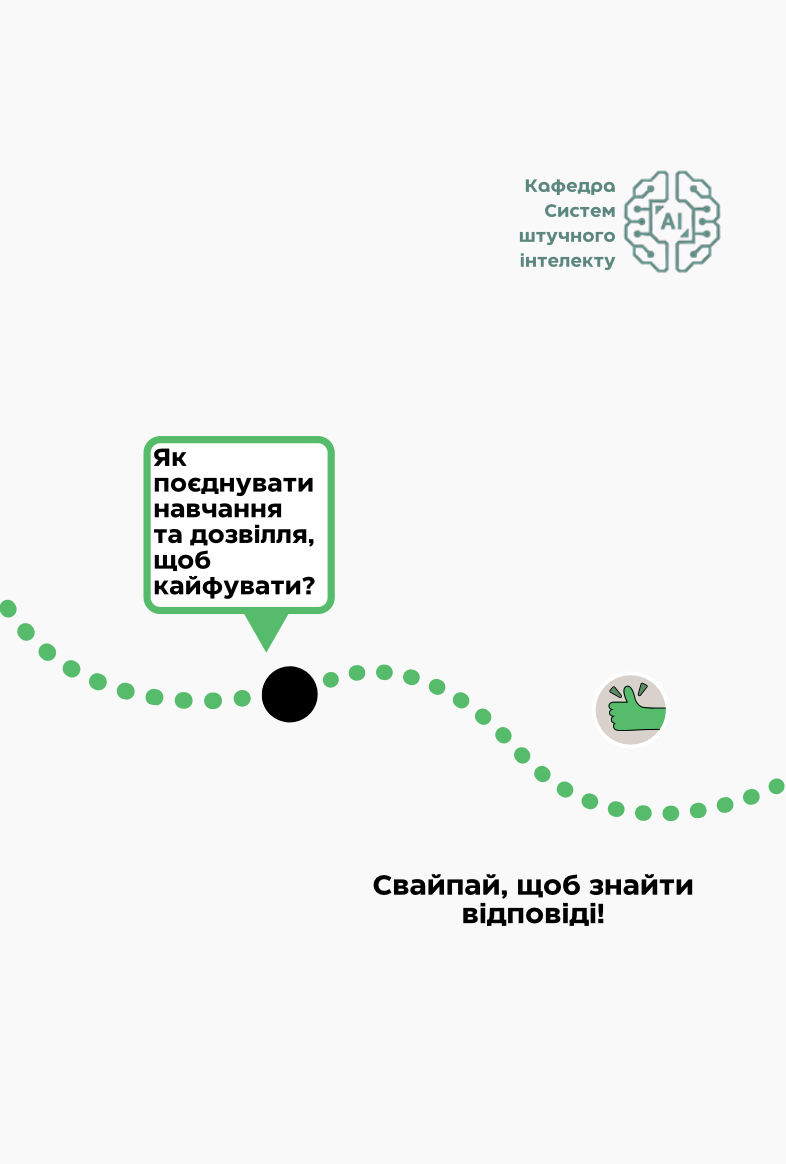 Кафедра
Систем
штучного
інтелекту
AI
Як
поєднувати
навчання
та дозвілля,
щоб
кайфувати?
Свайпай, щоб знайти
відповіді!